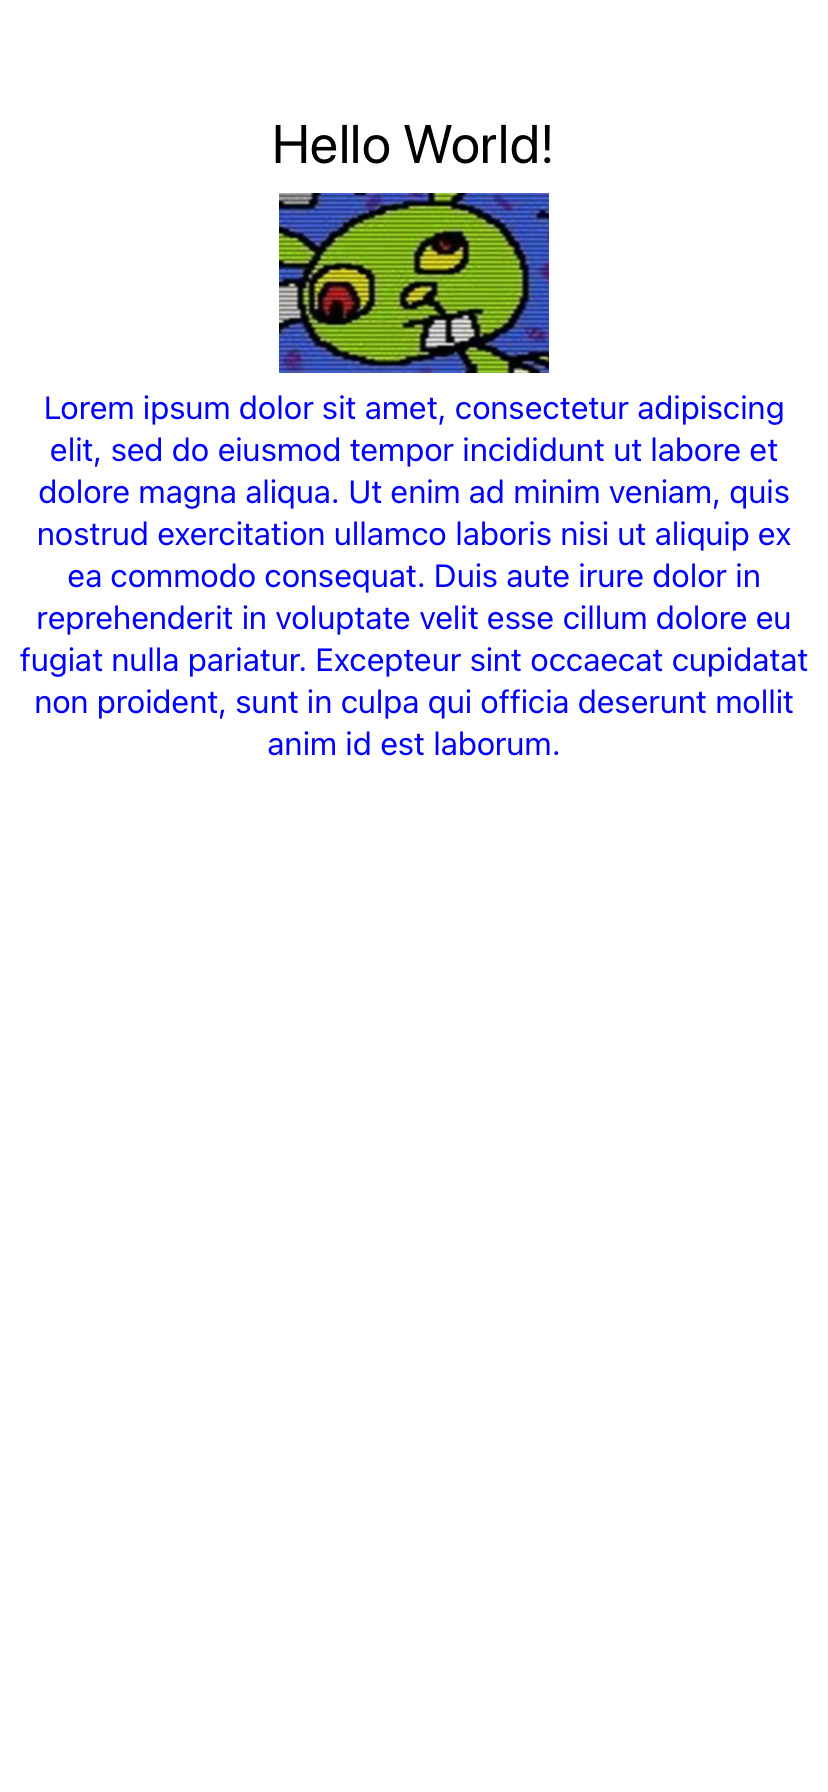 Hello World!
Lorem ipsum dolor sit amet, consectetur adipiscing
elit, sed do eiusmod tempor incididunt ut labore et
dolore magna aliqua. Ut enim ad minim veniam, quis
nostrud exercitation ullamco laboris nisi ut aliquip ex
ea commodo consequat. Duis aute irure dolor in
reprehenderit in voluptate velit esse cillum dolore eu
fugiat nulla pariatur. Excepteur sint occaecat cupidatat
non proident, sunt in culpa qui officia deserunt mollit
anim id est laborum.